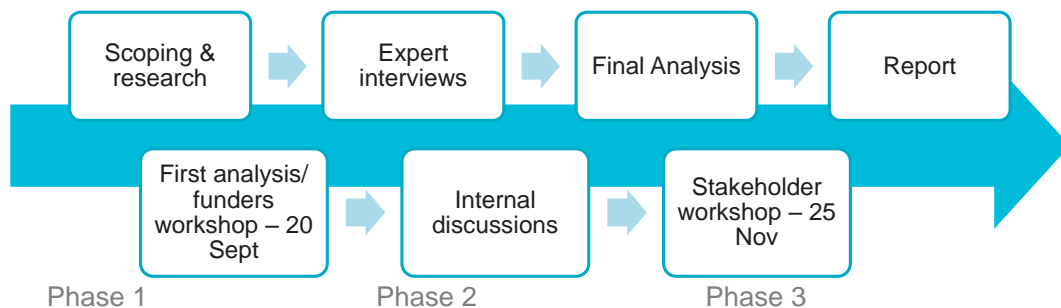 Scoping &
research
Expert
interviews
Final Analysis
Report
First analysis/
funders
workshop – 20
Sept
Internal
discussions
Stakeholder
workshop – 25
Nov
Phase 1
Phase 2
Phase 3